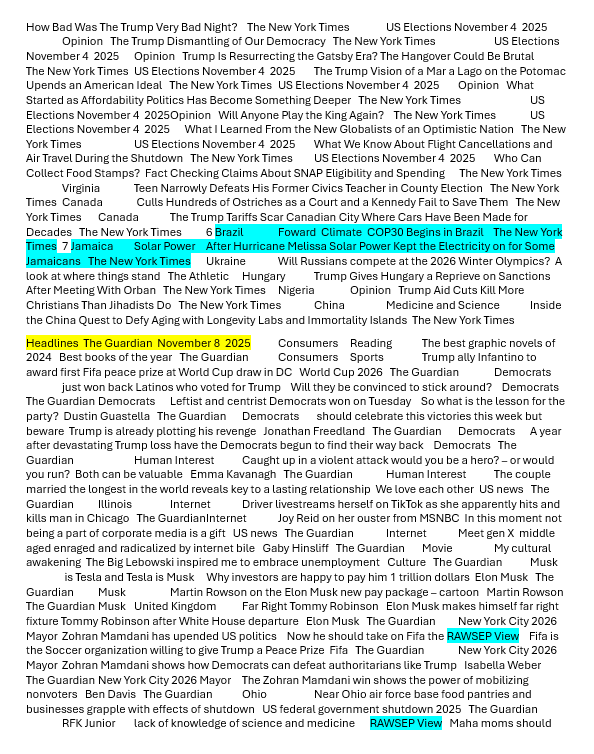 How Bad Was The Trump Very Bad Night? The New York Times US Elections November 4 2025
Opinion The Trump Dismantling of Our Democracy The New York Times US Elections
November 4 2025 Opinion Trump Is Resurrecting the Gatsby Era? The Hangover Could Be Brutal
The New York Times US Elections November 4 2025 The Trump Vision of a Mar a Lago on the Potomac
Upends an American Ideal The New York Times US Elections November 4 2025 Opinion What
Started as Affordability Politics Has Become Something Deeper The New York Times US
Elections November 4 2025Opinion Will Anyone Play the King Again? The New York Times US
Elections November 4 2025 What I Learned From the New Globalists of an Optimistic Nation The New
York Times US Elections November 4 2025 What We Know About Flight Cancellations and
Air Travel During the Shutdown The New York Times US Elections November 4 2025 Who Can
Collect Food Stamps? Fact Checking Claims About SNAP Eligibility and Spending The New York Times
Virginia Teen Narrowly Defeats His Former Civics Teacher in County Election The New York
Times Canada Culls Hundreds of Ostriches as a Court and a Kennedy Fail to Save Them The New
York Times Canada The Trump Tariffs Scar Canadian City Where Cars Have Been Made for
Decades The New York Times 6 Brazil Foward Climate COP30 Begins in Brazil The New York
Times 7 Jamaica Solar Power After Hurricane Melissa Solar Power Kept the Electricity on for Some
Jamaicans The New York Times Ukraine Will Russians compete at the 2026 Winter Olympics? A
look at where things stand The Athletic Hungary Trump Gives Hungary a Reprieve on Sanctions
After Meeting With Orban The New York Times Nigeria Opinion Trump Aid Cuts Kill More
Christians Than Jihadists Do The New York Times China Medicine and Science Inside
the China Quest to Defy Aging with Longevity Labs and Immortality Islands The New York Times
Headlines The Guardian November 8 2025 Consumers Reading The best graphic novels of
2024 Best books of the year The Guardian Consumers Sports Trump ally Infantino to
award first Fifa peace prize at World Cup draw in DC World Cup 2026 The Guardian Democrats
just won back Latinos who voted for Trump Will they be convinced to stick around? Democrats
The Guardian Democrats Leftist and centrist Democrats won on Tuesday So what is the lesson for the
party? Dustin Guastella The Guardian Democrats should celebrate this victories this week but
beware Trump is already plotting his revenge Jonathan Freedland The Guardian Democrats A year
after devastating Trump loss have the Democrats begun to find their way back Democrats The
Guardian Human Interest Caught up in a violent attack would you be a hero? – or would
you run? Both can be valuable Emma Kavanagh The Guardian Human Interest The couple
married the longest in the world reveals key to a lasting relationship We love each other US news The
Guardian Illinois Internet Driver livestreams herself on TikTok as she apparently hits and
kills man in Chicago The GuardianInternet Joy Reid on her ouster from MSNBC In this moment not
being a part of corporate media is a gift US news The Guardian Internet Meet gen X middle
aged enraged and radicalized by internet bile Gaby Hinsliff The Guardian Movie My cultural
awakening The Big Lebowski inspired me to embrace unemployment Culture The Guardian Musk
is Tesla and Tesla is Musk Why investors are happy to pay him 1 trillion dollars Elon Musk The
Guardian Musk Martin Rowson on the Elon Musk new pay package – cartoon Martin Rowson
The Guardian Musk United Kingdom Far Right Tommy Robinson Elon Musk makes himself far right
fixture Tommy Robinson after White House departure Elon Musk The Guardian New York City 2026
Mayor Zohran Mamdani has upended US politics Now he should take on Fifa the RAWSEP View Fifa is
the Soccer organization willing to give Trump a Peace Prize Fifa The Guardian New York City 2026
Mayor Zohran Mamdani shows how Democrats can defeat authoritarians like Trump Isabella Weber
The Guardian New York City 2026 Mayor The Zohran Mamdani win shows the power of mobilizing
nonvoters Ben Davis The Guardian Ohio Near Ohio air force base food pantries and
businesses grapple with effects of shutdown US federal government shutdown 2025 The Guardian
RFK Junior lack of knowledge of science and medicine RAWSEP View Maha moms should